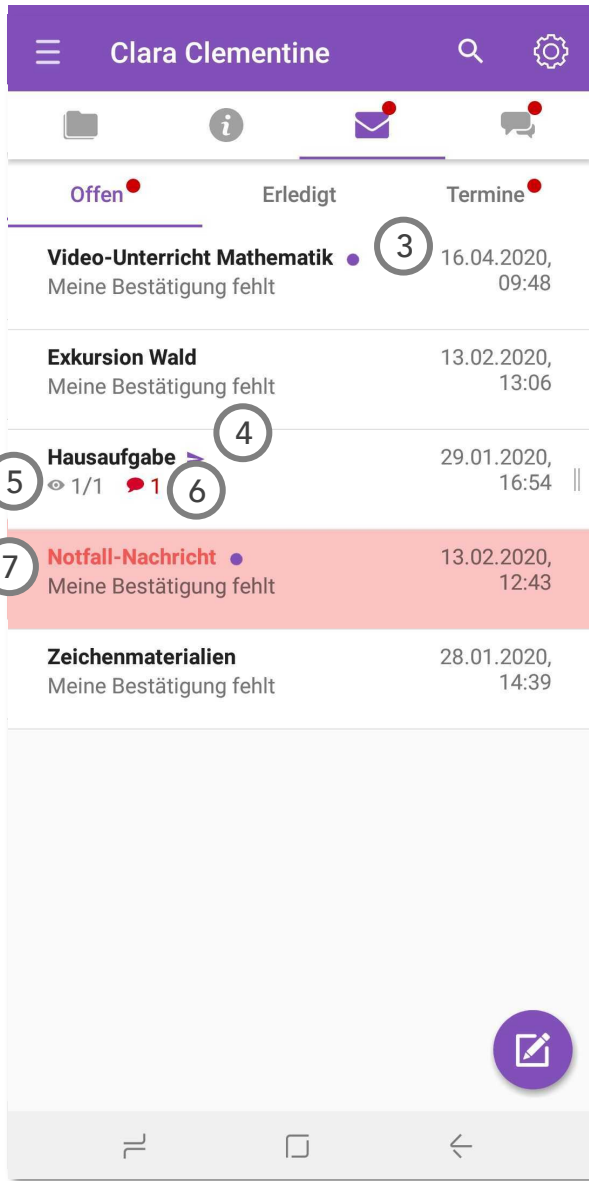 Clara Clementine
Offen Erledigt Termine
Video-Unterricht Mathematik 3 16.04.2020,
Meine Bestätigung fehlt 09:48
Exkursion Wald 13.02.2020,
Meine Bestätigung fehlt 13:06
4
Hausaufgabe 29.01.2020,
5 1/1 1 6 16:54
7 Notfall-Nachricht 13.02.2020,
Meine Bestätigung fehlt 12:43
Zeichenmaterialien 28.01.2020,
Meine Bestätigung fehlt 14:39